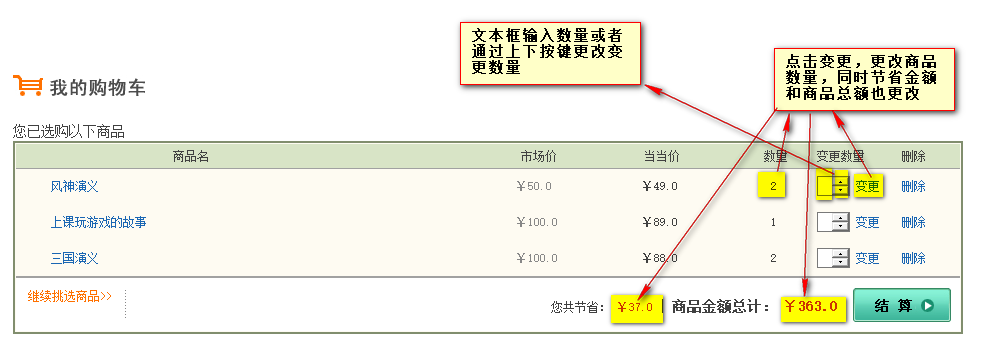 文本框输入数量或者
通过上下按键更改变
更数量
点击变更，更改商品
数量，同时节省金额
和商品总额也更改
我的购物车
您已选购以下商品
商品名 市场价 当当价 数量 变更数量 删除
风神演义 ￥50.0 ￥49.0 2 变更 删除
上课玩游戏的故事 ￥100.0 ￥89.0 1 变更 删除
三国演义 ￥100.0 ￥88.0 2 变更 删除
继续挑选商品>> 您共节省：￥37.0 商品金额总计：￥363.0 结 算